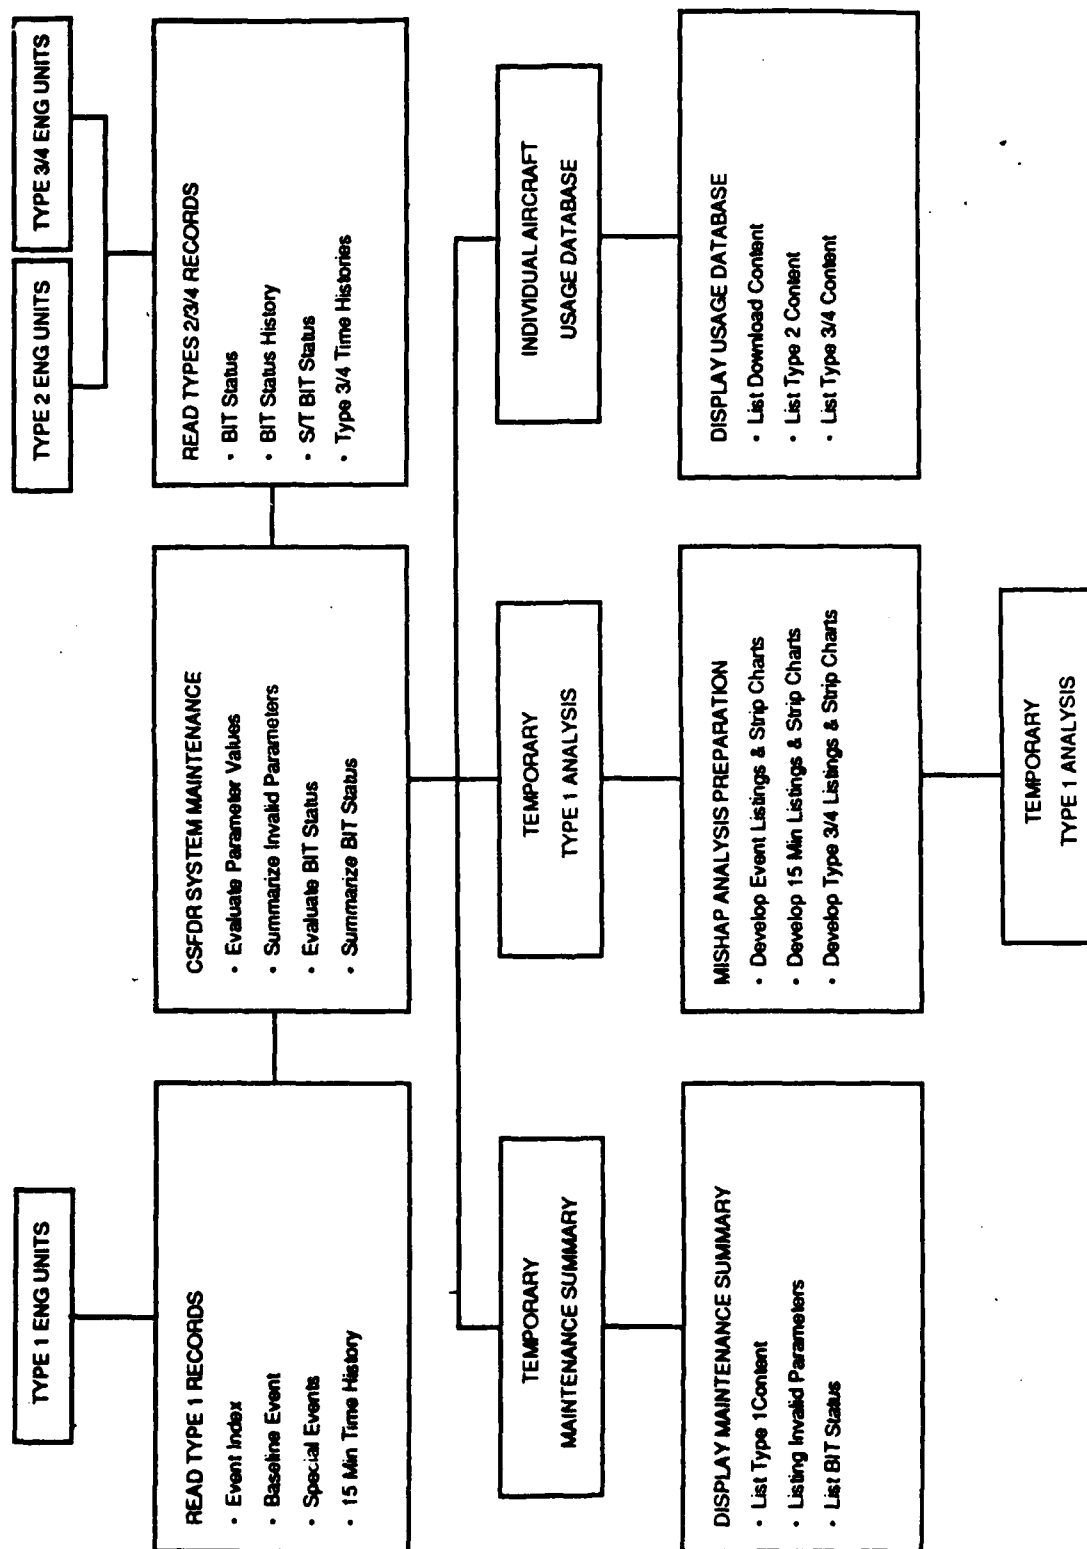 TYPE 1 ENG UNITS
TYPE 2 ENG UNITS
TYPE 3/4 ENG UNITS
READ TYPE 1 RECORDS
• Event Index
• Baseline Event
• Special Events
• 15 Min Time History
CSFDR SYSTEM MAINTENANCE
• Evaluate Parameter Values
• Summarize Invalid Parameters
• Evaluate BIT Status
• Summarize BIT Status
READ TYPES 2/3/4 RECORDS
• BIT Status
• BIT Status History
• S/T BIT Status
• Type 3/4 Time Histories
TEMPORARY
MAINTENANCE SUMMARY
TEMPORARY
TYPE 1 ANALYSIS
INDIVIDUAL AIRCRAFT
USAGE DATABASE
DISPLAY MAINTENANCE SUMMARY
• List Type 1Content
• Listing Invalid Parameters
• List BIT Status
MISHAP ANALYSIS PREPARATION
• Develop Event Listings & Strip Charts
• Develop 15 Min Listings & Strip Charts
• Develop Type 3/4 Listings & Strip Charts
DISPLAY USAGE DATABASE
• List Download Content
• List Type 2 Content
• List Type 3/4 Content
TEMPORARY
TYPE 1 ANALYSIS